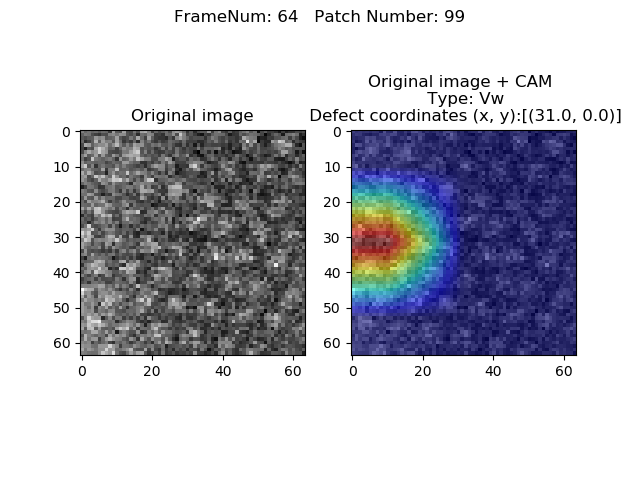 FrameNum: 64   Patch Number: 99
Original image
Original image + CAM
Type: Vw
Defect coordinates (x, y):[(31.0, 0.0)]
0
10
20
30
40
50
60
0 20 40 60
0
10
20
30
40
50
60
0 20 40 60